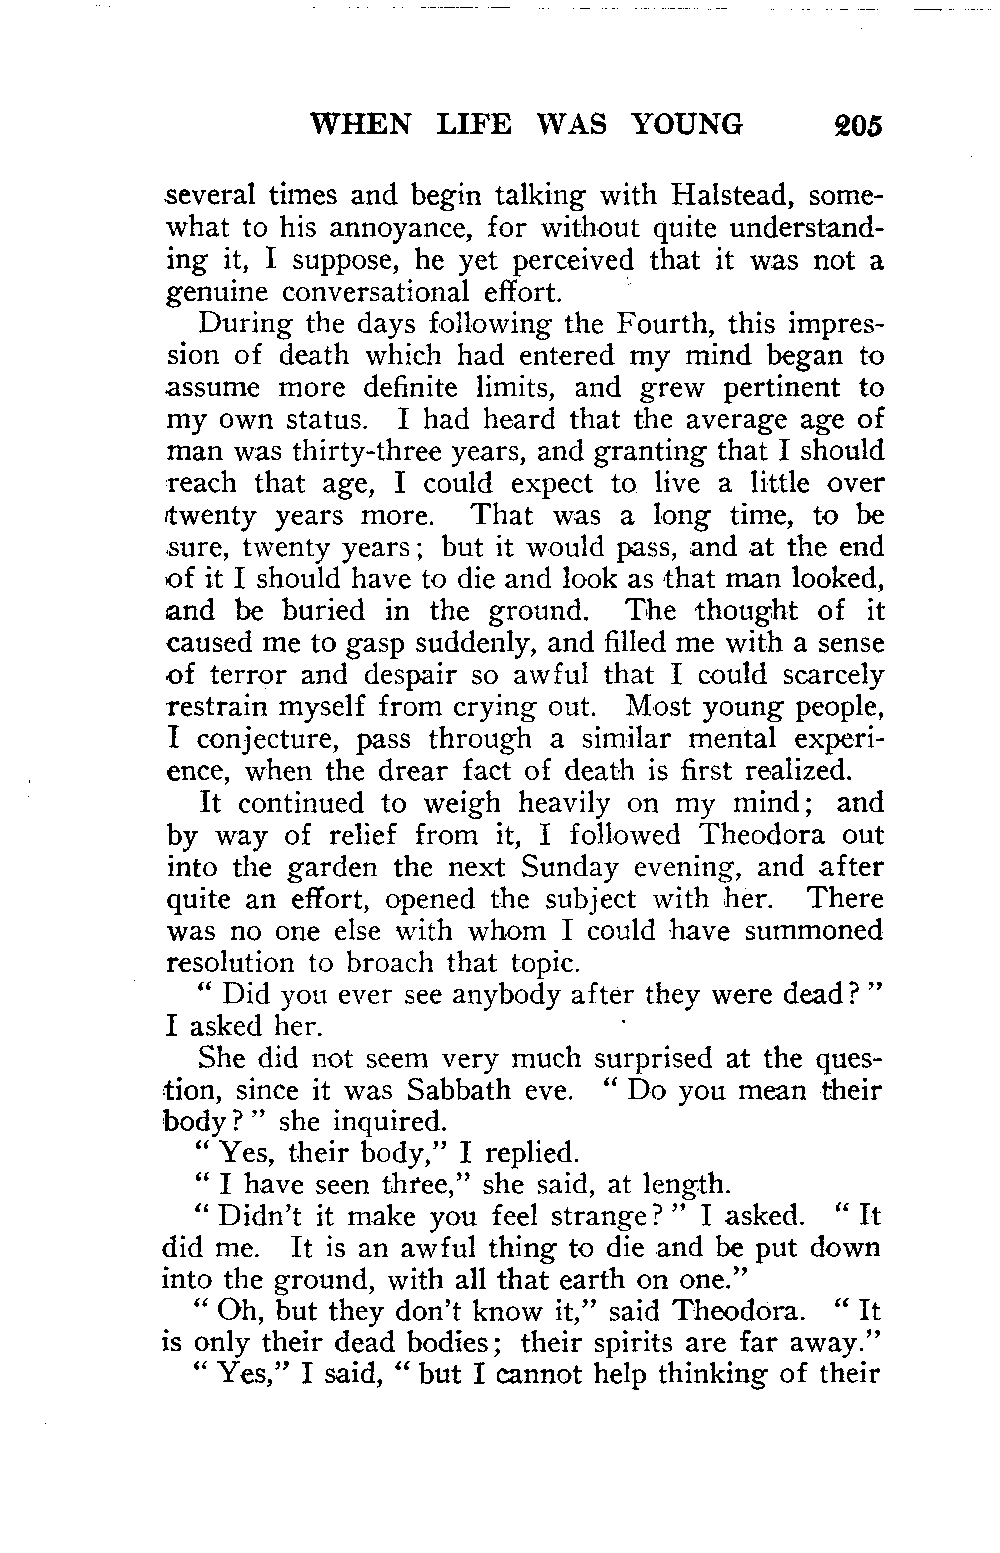 WHEN LIFE WAS YOUNG 205
several times and begin talking with Halstead, some-
what to his annoyance, for without quite understand-
ing it, I suppose, he yet perceived that it was not a
genuine conversational effort.
During the days following the Fourth, this impres-
sion of death which had entered my mind began to
assume more definite limits, and grew pertinent to
my own status. I had heard that the average age of
man was thirty-three years, and granting that I should
reach that age, I could expect to live a little over
twenty years more. That was a long time, to be
sure, twenty years; but it would pass, and at the end
of it I should have to die and look as that man looked,
and be buried in the ground. The thought of it
caused me to gasp suddenly, and filled me with a sense
of terror and despair so awful that I could scarcely
restrain myself from crying out. Most young people,
I conjecture, pass through a similar mental experi-
ence, when the drear fact of death is first realized.
It continued to weigh heavily on my mind; and
by way of relief from it, I followed Theodora out
into the garden the next Sunday evening, and after
quite an effort, opened the subject with her. There
was no one else with whom I could have summoned
resolution to broach that topic.
“ Did you ever see anybody after they were dead? ”
I asked her.
She did not seem very much surprised at the ques-
tion, since it was Sabbath eve. “ Do you mean their
body? ” she inquired.
“ Yes, their body,” I replied.
“ I have seen three,” she said, at length.
“ Didn't it make you feel strange? ” I asked. “ It
did me. It is an awful thing to die and be put down
into the ground, with all that earth on one.”
“ Oh, but they don't know it,” said Theodora. “ It
is only their dead bodies; their spirits are far away.”
“ Yes,” I said, “ but I cannot help thinking of their